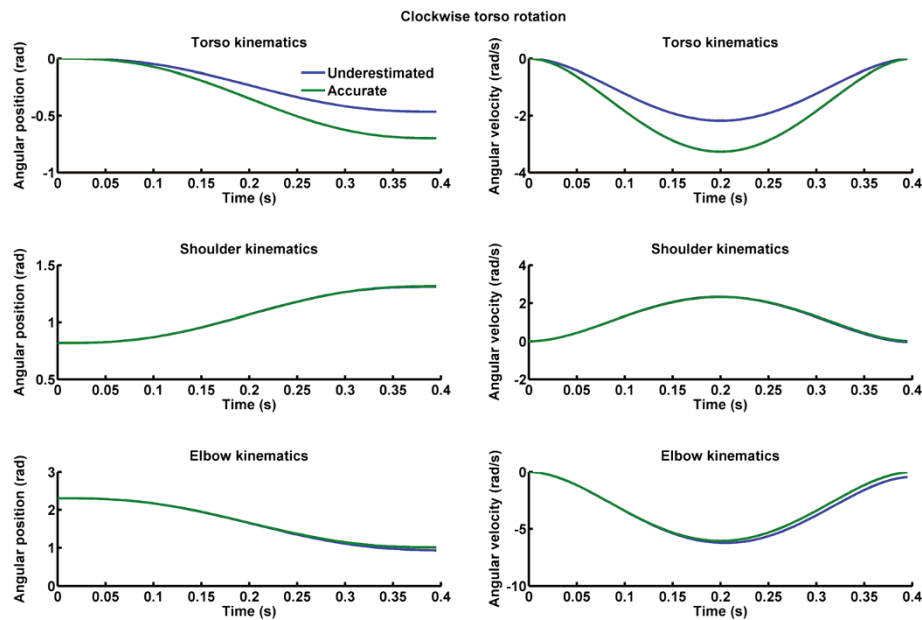 Clockwise torso rotation
Torso kinematics
Angular position (rad)
0
-0.5
-1
Underestimated
Accurate
0 0.05 0.1 0.15 0.2 0.25 0.3 0.35 0.4
Time (s)
Torso kinematics
Angular velocity (rad/s)
0
-2
-4
0 0.05 0.1 0.15 0.2 0.25 0.3 0.35 0.4
Time (s)
Shoulder kinematics
Angular position (rad)
1.5
1
0.5
0 0.05 0.1 0.15 0.2 0.25 0.3 0.35 0.4
Time (s)
Shoulder kinematics
Angular velocity (rad/s)
4
2
0
-2
0 0.05 0.1 0.15 0.2 0.25 0.3 0.35 0.4
Time (s)
Elbow kinematics
Angular position (rad)
3
2
1
0
0 0.05 0.1 0.15 0.2 0.25 0.3 0.35 0.4
Time (s)
Elbow kinematics
Angular velocity (rad/s)
0
-5
-10
0 0.05 0.1 0.15 0.2 0.25 0.3 0.35 0.4
Time (s)